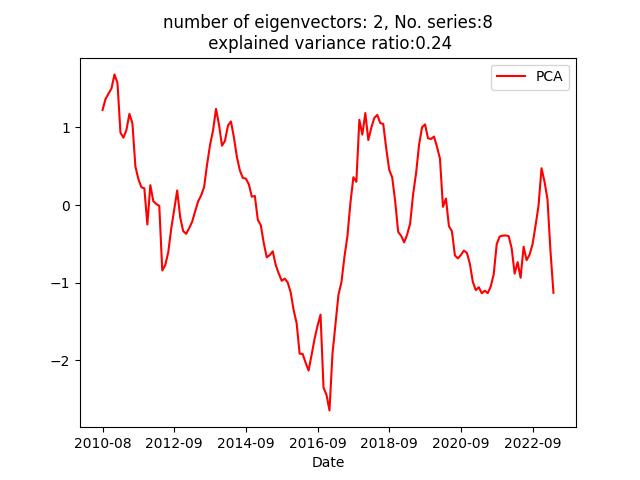 number of eigenvectors: 2, No. series:8
explained variance ratio:0.24
PCA
1
0
−1
−2
2010-08 2012-09 2014-09 2016-09 2018-09 2020-09 2022-09
Date